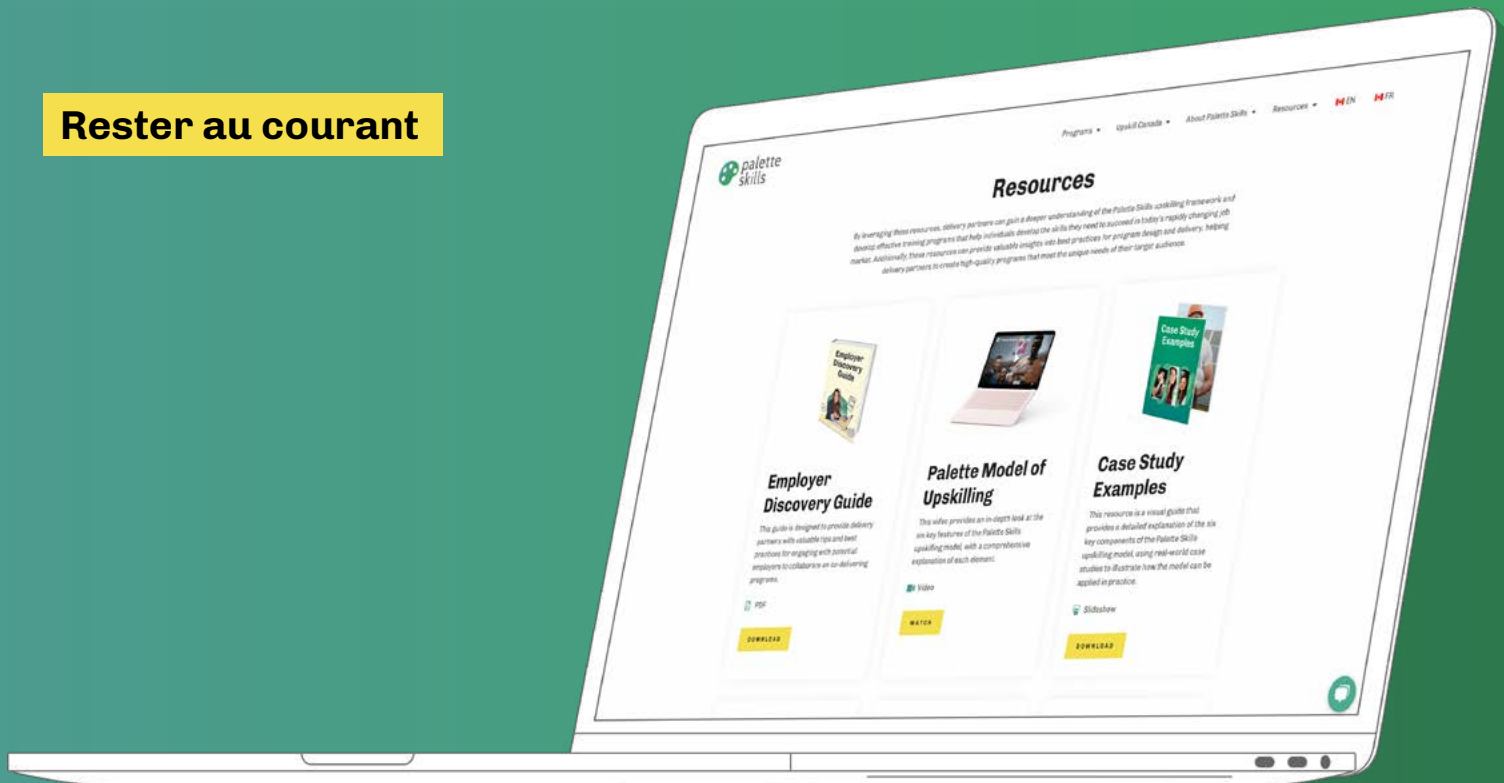 Rester au courant
Programs
Upskill Canada
About Palette Skills
Resources
EN
FR
palette
skills
Resources
By leveraging these resources, delivery partners can gain a deeper understanding of the Palette Skills upskilling framework and
develop effective training programs that help individuals develop the skills they need to succeed in today's rapidly changing job
market. Additionally, these resources can provide valuable insights into best practices for program design and delivery, helping
delivery partners to create high-quality programs that meet the unique needs of their target audience.
Employer
Discovery
Guide
Case Study
Examples
Employer
Discovery Guide
This guide is designed to provide delivery
partners with valuable tips and best
practices for engaging with potential
employers to collaborate on co-delivering
programs.
PDF
DOWNLOAD
Palette Model of
Upskilling
This video provides an in-depth look at the
six key features of the Palette Skills
upskilling model, with a comprehensive
explanation of each element.
Video
WATCH
Case Study
Examples
This resource is a visual guide that
provides a detailed explanation of the six
key components of the Palette Skills
upskilling model, using real-world case
studies to illustrate how the model can be
applied in practice.
Slideshow
DOWNLOAD